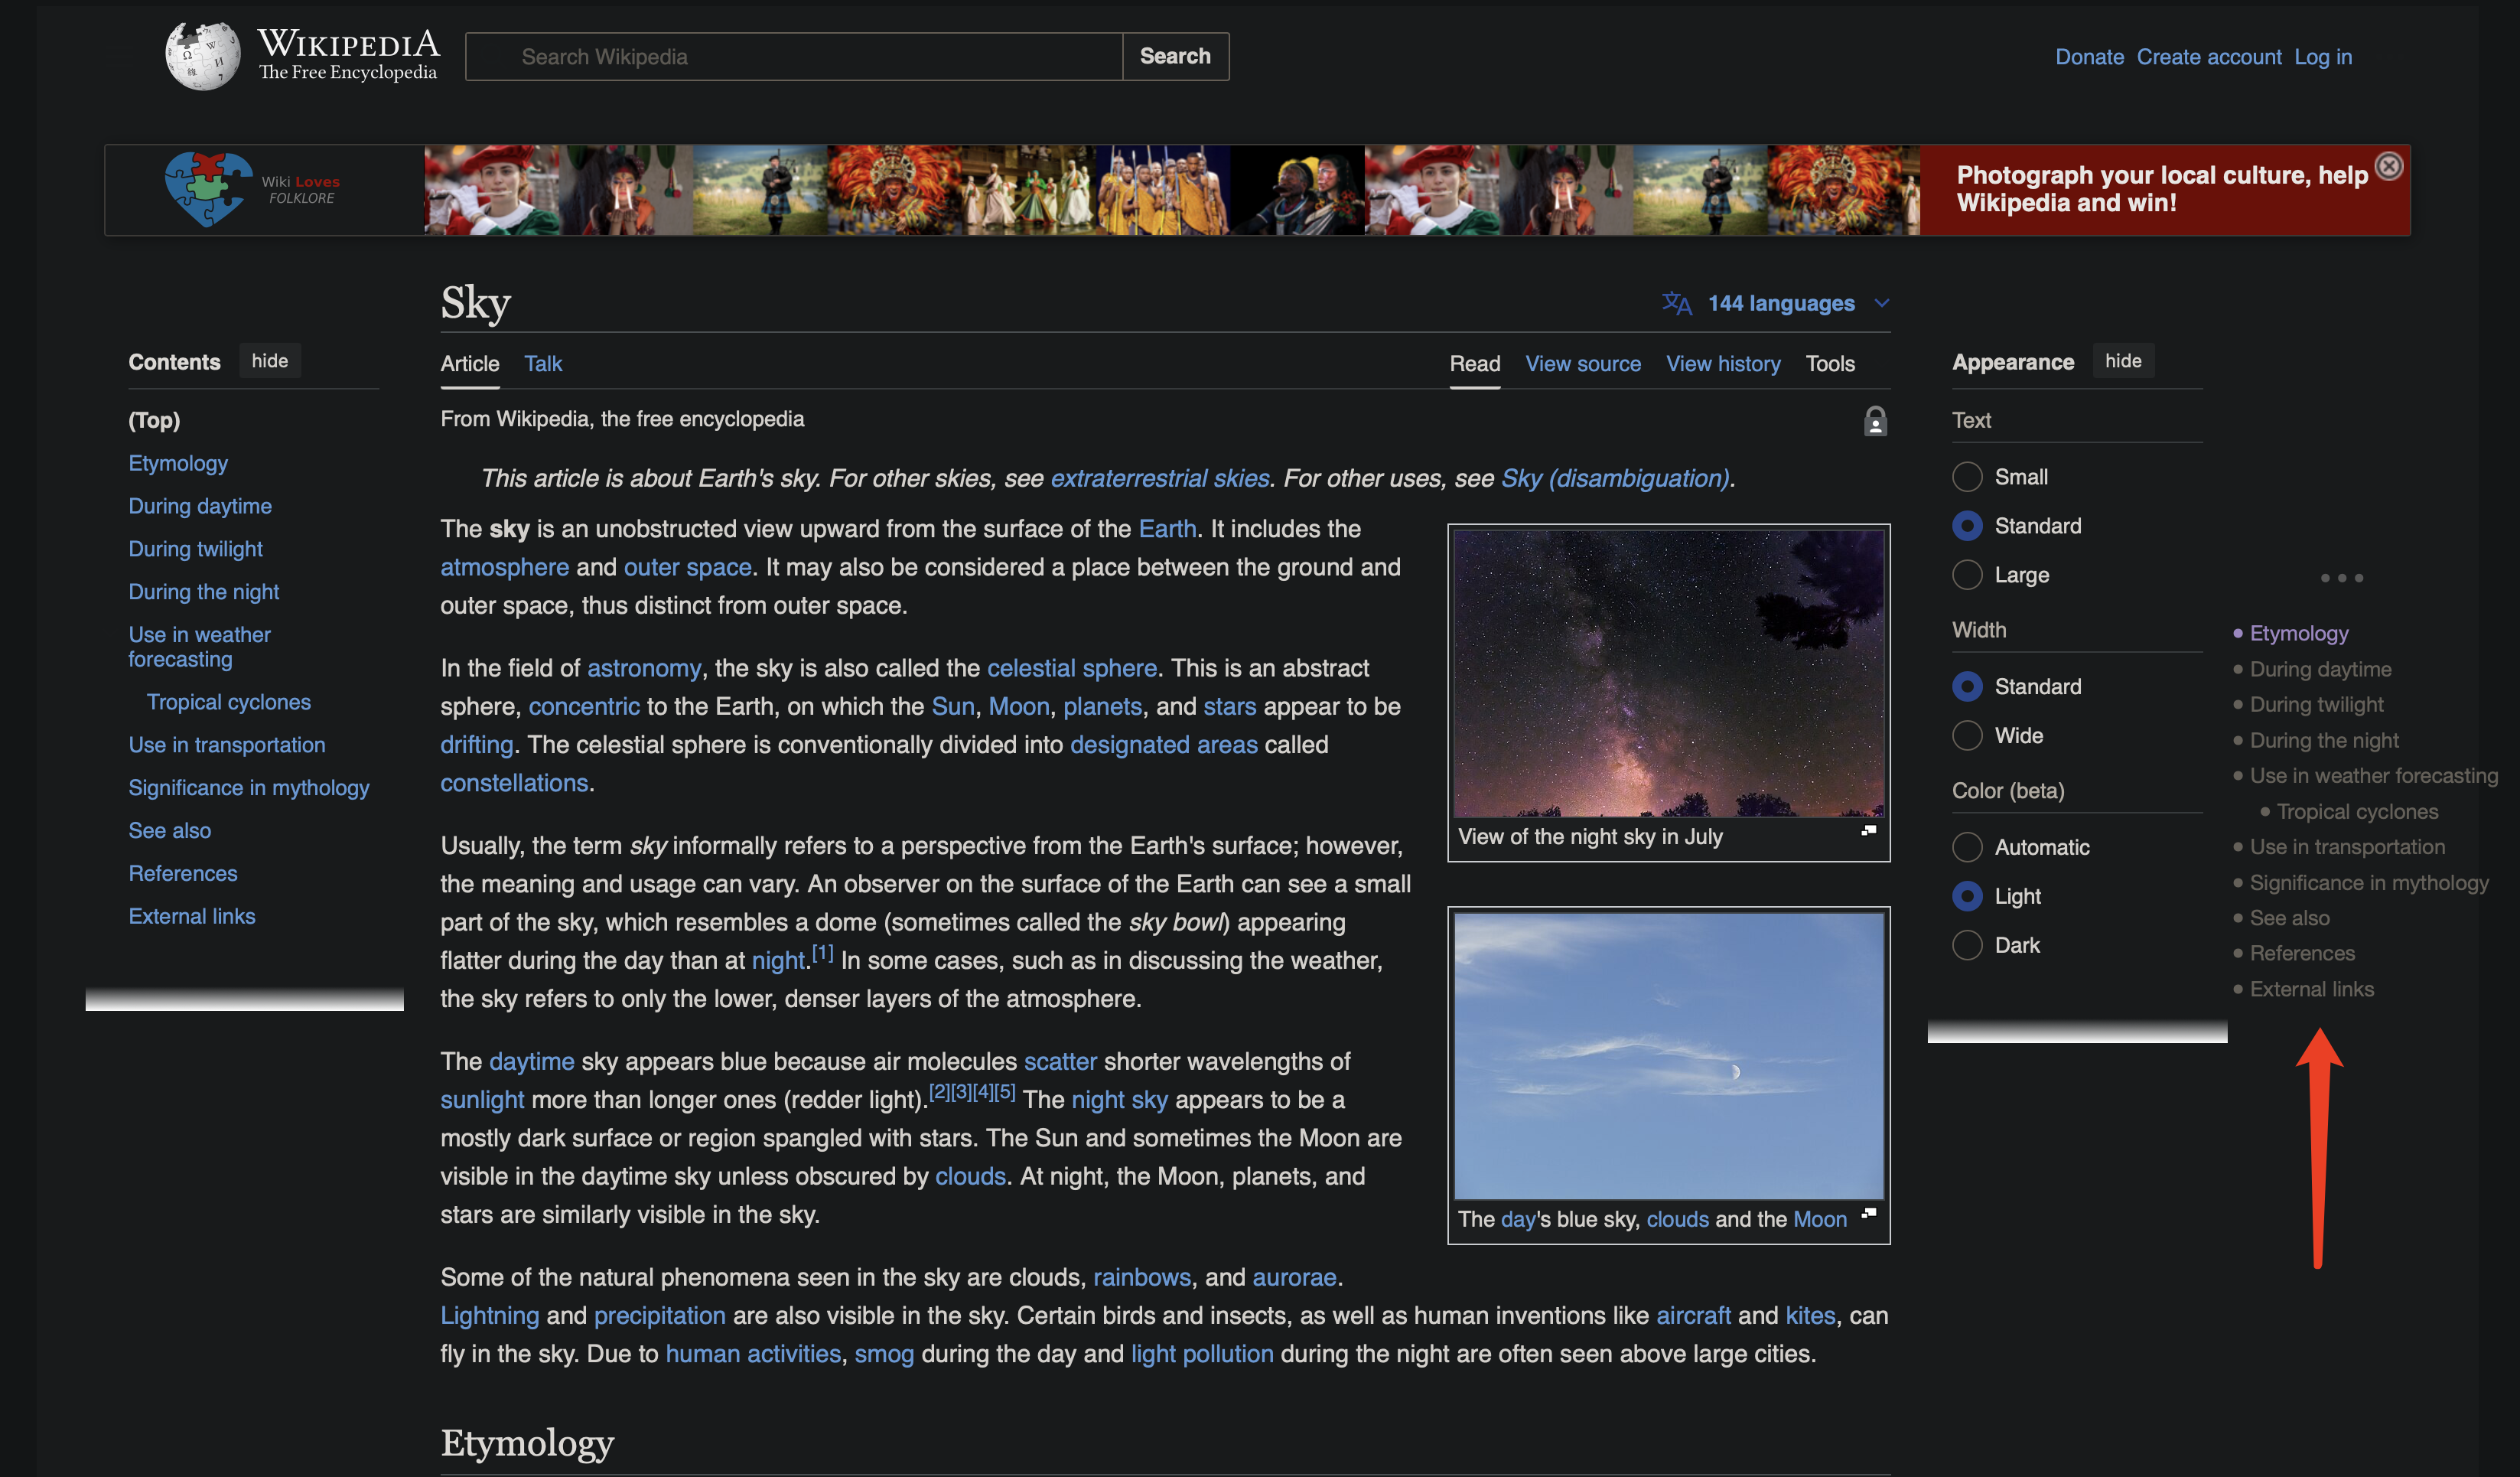 WIKIPEDIA
The Free Encyclopedia
Search Wikipedia
Search
Donate Create account Log in
Wiki Loves
FOLKLORE
Photograph your local culture, help
Wikipedia and win!
Sky
144 languages
Contents hide
(Top)
Etymology
During daytime
During twilight
During the night
Use in weather
forecasting
Tropical cyclones
Use in transportation
Significance in mythology
See also
References
External links
Article Talk
Read View source View history Tools
From Wikipedia, the free encyclopedia
This article is about Earth's sky. For other skies, see extraterrestrial skies. For other uses, see Sky (disambiguation).
The sky is an unobstructed view upward from the surface of the Earth. It includes the
atmosphere and outer space. It may also be considered a place between the ground and
outer space, thus distinct from outer space.
In the field of astronomy, the sky is also called the celestial sphere. This is an abstract
sphere, concentric to the Earth, on which the Sun, Moon, planets, and stars appear to be
drifting. The celestial sphere is conventionally divided into designated areas called
constellations.
Usually, the term sky informally refers to a perspective from the Earth's surface; however,
the meaning and usage can vary. An observer on the surface of the Earth can see a small
part of the sky, which resembles a dome (sometimes called the sky bowl) appearing
flatter during the day than at night.[1] In some cases, such as in discussing the weather,
the sky refers to only the lower, denser layers of the atmosphere.
The daytime sky appears blue because air molecules scatter shorter wavelengths of
sunlight more than longer ones (redder light).[2][3][4][5] The night sky appears to be a
mostly dark surface or region spangled with stars. The Sun and sometimes the Moon are
visible in the daytime sky unless obscured by clouds. At night, the Moon, planets, and
stars are similarly visible in the sky.
Some of the natural phenomena seen in the sky are clouds, rainbows, and aurorae.
Lightning and precipitation are also visible in the sky. Certain birds and insects, as well as human inventions like aircraft and kites, can
fly in the sky. Due to human activities, smog during the day and light pollution during the night are often seen above large cities.
Etymology
View of the night sky in July
The day's blue sky, clouds and the Moon
Appearance hide
Text
Small
Standard
Large
Width
Standard
Wide
Color (beta)
Automatic
Light
Dark
• Etymology
• During daytime
• During twilight
• During the night
• Use in weather forecasting
• Tropical cyclones
• Use in transportation
• Significance in mythology
• See also
• References
• External links